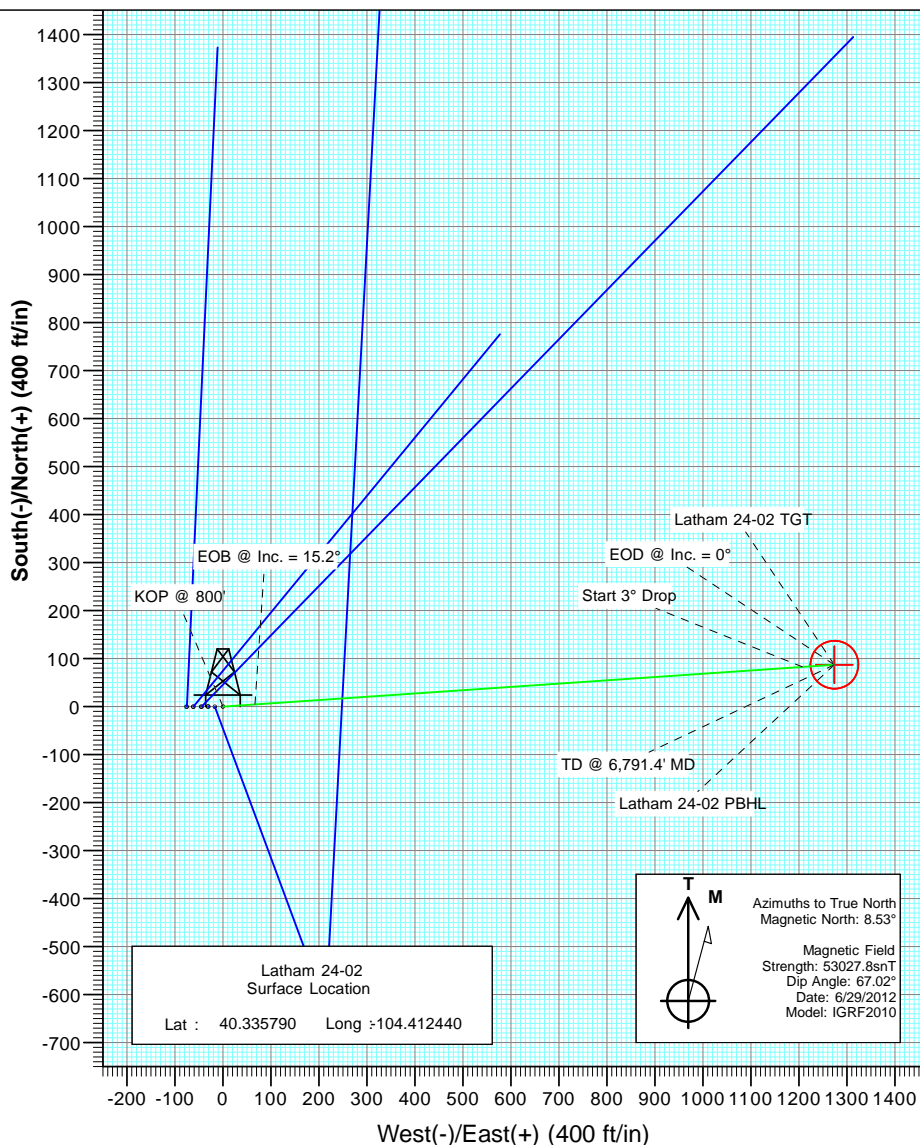 1400
1300
1200
1100
1000
900
800
700
600
500
400
300
200
100
0
-100
-200
-300
-400
-500
-600
-700
South(-)/North(+) (400 ft/in)
Latham 24-02 TGT
EOD @ Inc. = 0°
EOB @ Inc. = 15.2°
Start 3° Drop
KOP @ 800'
TD @ 6,791.4' MD
Latham 24-02 PBHL
T
M
Azimuths to True North
Magnetic North: 8.53°
Magnetic Field
Strength: 53027.8snT
Dip Angle: 67.02°
Date: 6/29/2012
Model: IGRF2010
Latham 24-02
Surface Location
Lat : 40.335790 Long :-104.412440
-200 -100 0 100 200 300 400 500 600 700 800 900 1000 1100 1200 1300 1400
West(-)/East(+) (400 ft/in)